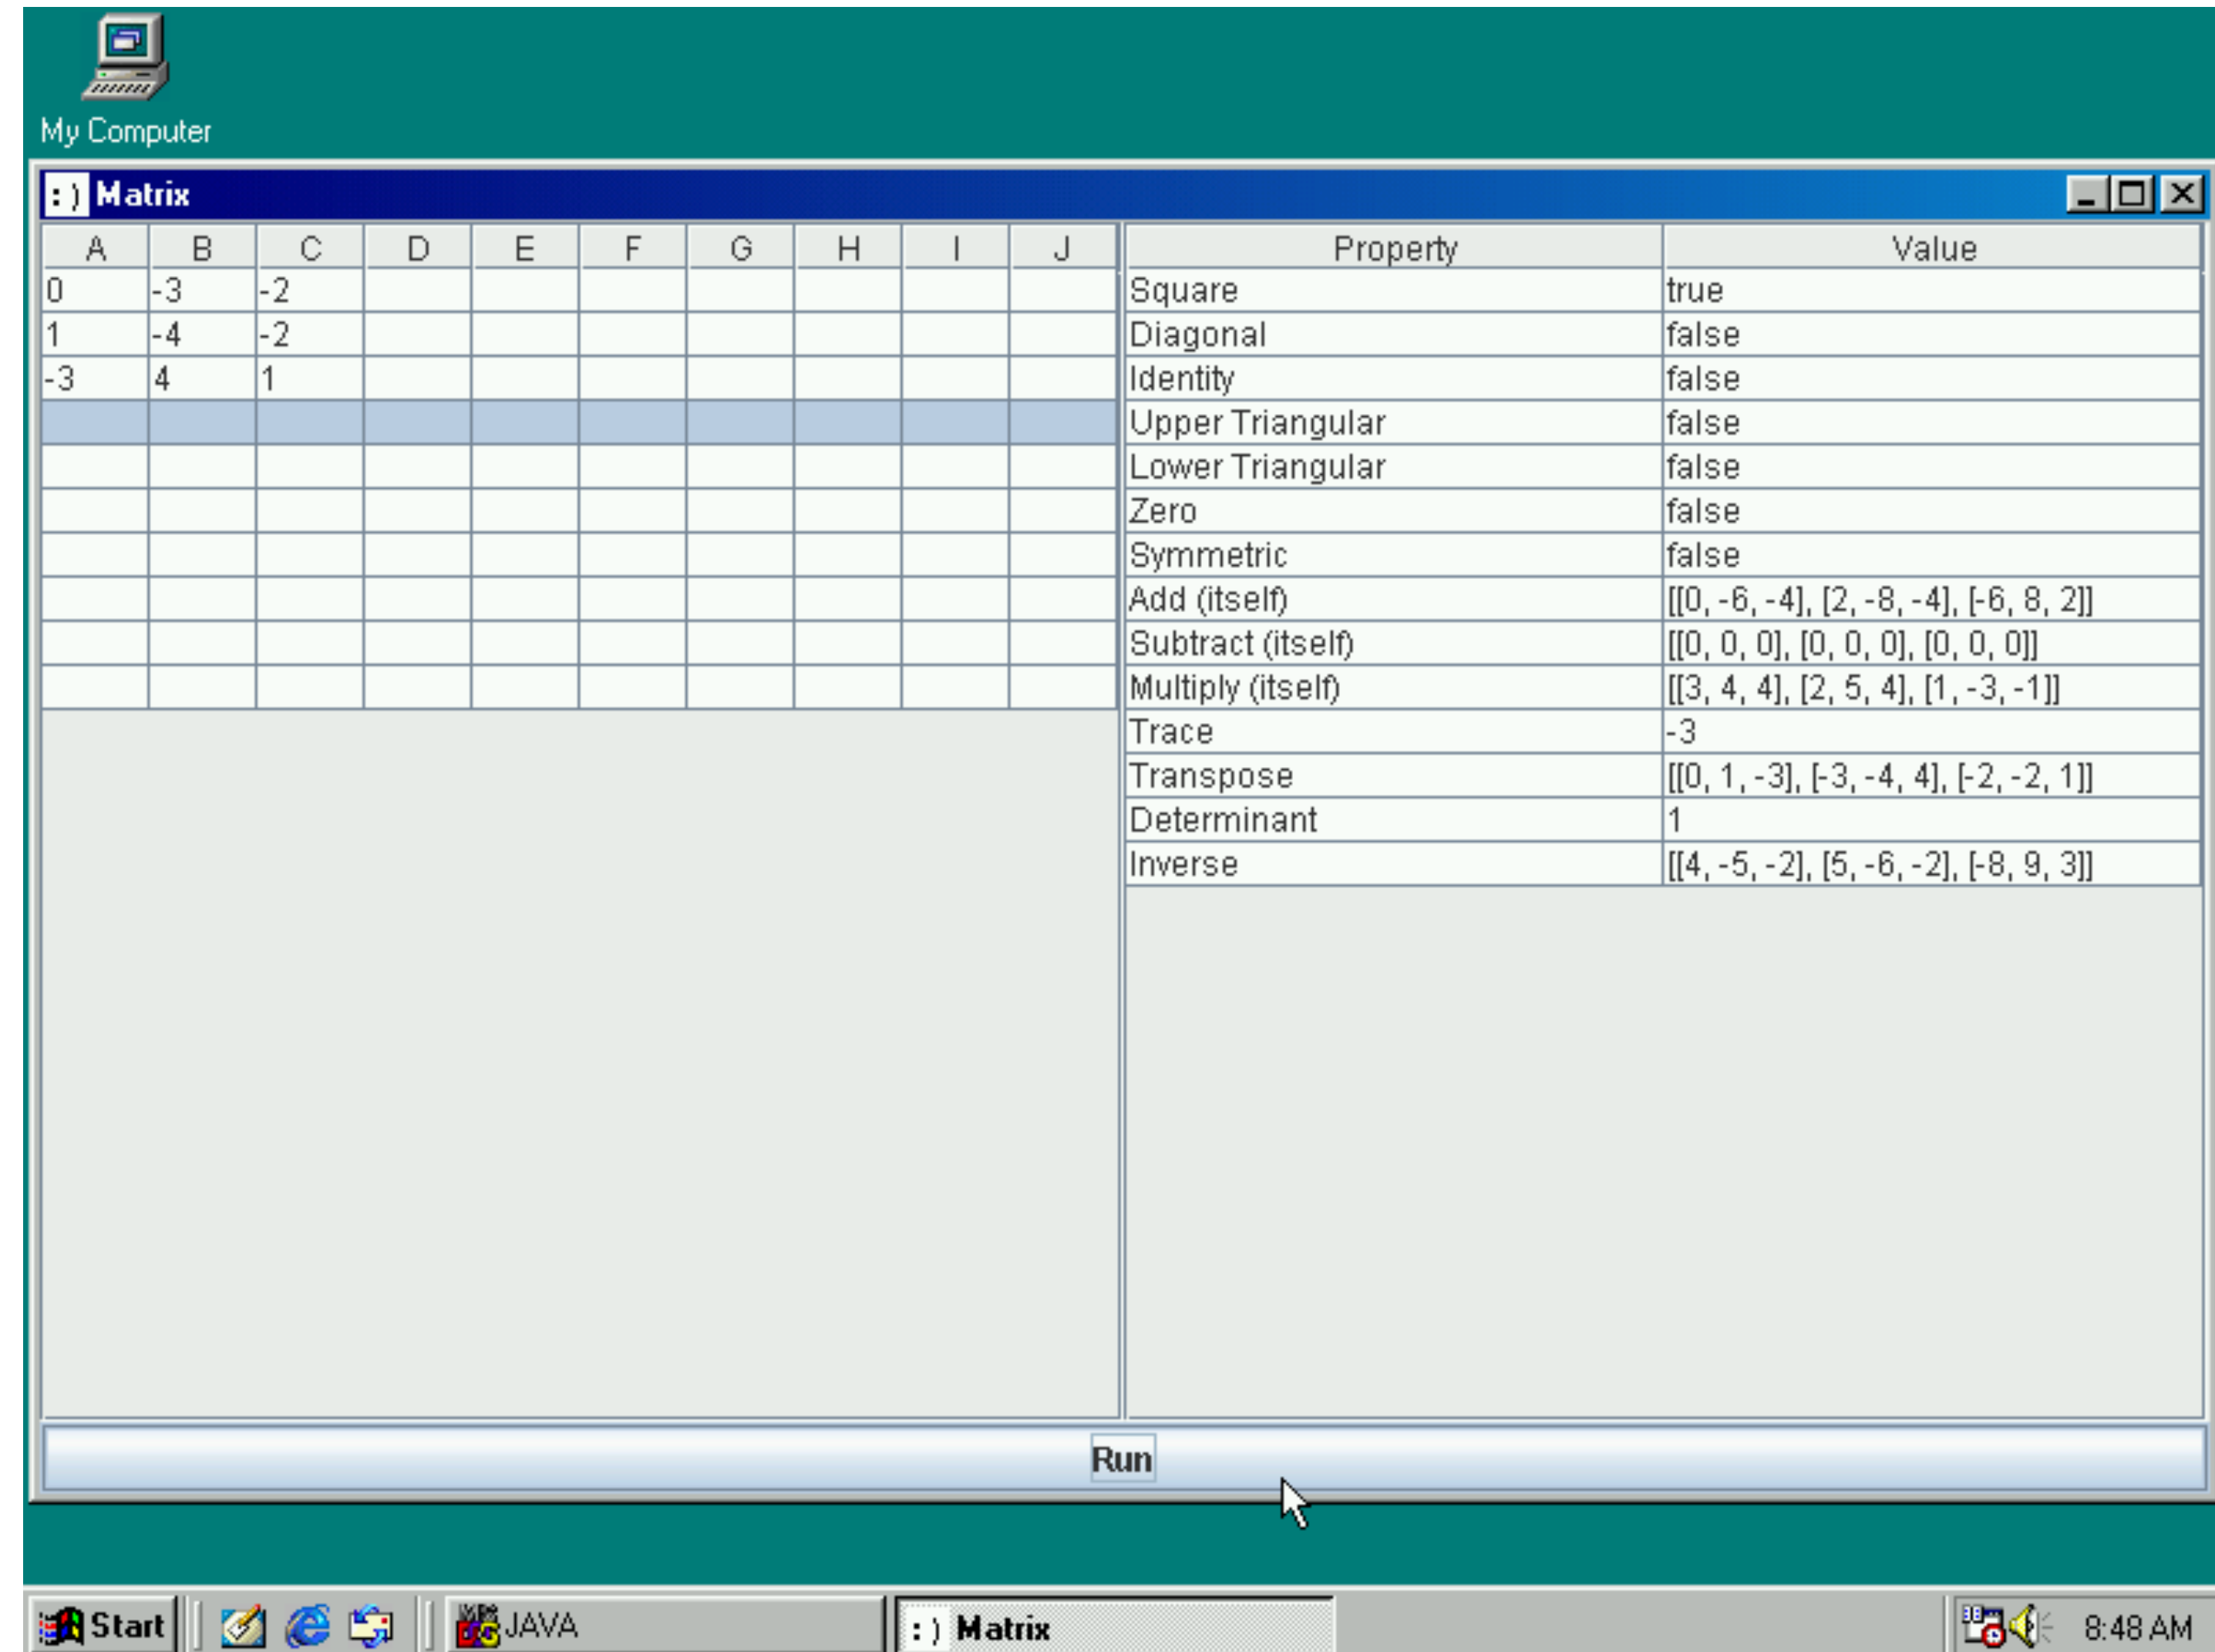 My Computer
: ) Matrix
A B C D E F G H I J Property Value
0 -3 -2 Square true
1 -4 -2 Diagonal false
-3 4 1 Identity false
Upper Triangular false
Lower Triangular false
Zero false
Symmetric false
Add (itself) [[0, -6, -4], [2, -8, -4], [-6, 8, 2]]
Subtract (itself) [[0, 0, 0], [0, 0, 0], [0, 0, 0]]
Multiply (itself) [[3, 4, 4], [2, 5, 4], [1, -3, -1]]
Trace -3
Transpose [[0, 1, -3], [-3, -4, 4], [-2, -2, 1]]
Determinant 1
Inverse [[4, -5, -2], [5, -6, -2], [-8, 9, 3]]
Run
Start JAVA : ) Matrix 8:48 AM